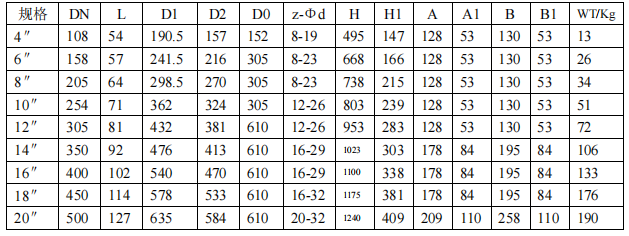 规格 DN L D1 D2 D0 z-Φd H H1 A A1 B B1 WT/Kg
4″ 108 54 190.5 157 152 8-19 495 147 128 53 130 53 13
6″ 158 57 241.5 216 305 8-23 668 166 128 53 130 53 26
8″ 205 64 298.5 270 305 8-23 738 215 128 53 130 53 34
10″ 254 71 362 324 305 12-26 803 239 128 53 130 53 51
12″ 305 81 432 381 610 12-26 953 283 128 53 130 53 72
14″ 350 92 476 413 610 16-29 1023 303 178 84 195 84 106
16″ 400 102 540 470 610 16-29 1100 338 178 84 195 84 133
18″ 450 114 578 533 610 16-32 1175 381 178 84 195 84 176
20″ 500 127 635 584 610 20-32 1240 409 209 110 258 110 190